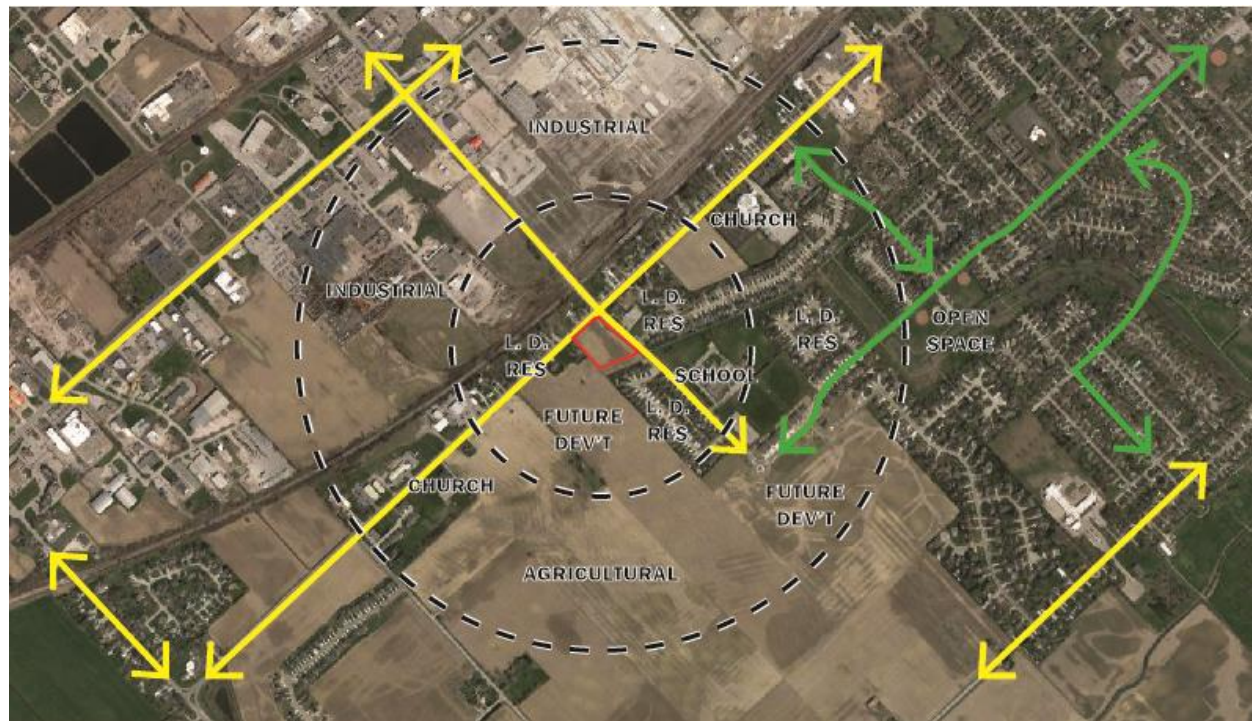 INDUSTRIAL
CHURCH
INDUSTRIAL
L. D.
RES
L. D.
RES
OPEN
SPACE
L. D.
RES
SCHOOL
L. D.
RES
FUTURE
DEV'T
CHURCH
FUTURE
DEV'T
AGRICULTURAL